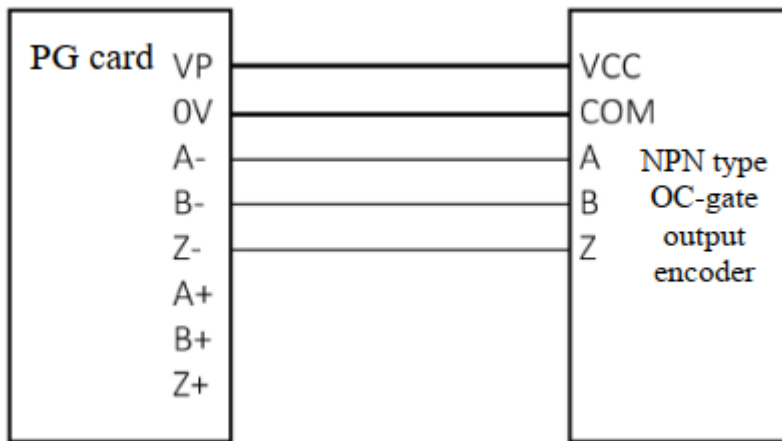 PG card
VP
0V
A-
B-
Z-
A+
B+
Z+
VCC
COM
A
B
Z
NPN type
OC-gate
output
encoder